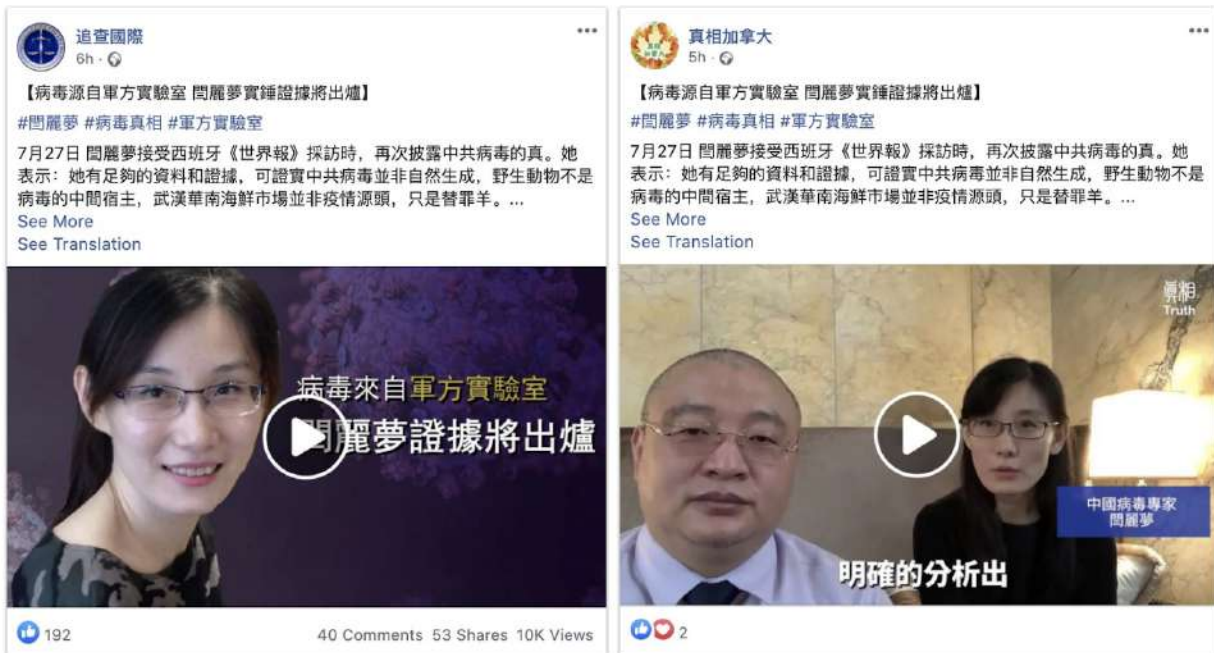 追查國際
6h
【病毒源自軍方實驗室 閆麗夢實錘證據將出爐】
#閆麗夢 #病毒真相 #軍方實驗室
7月27日 閆麗夢接受西班牙《世界報》採訪時，再次披露中共病毒的真。她
表示：她有足夠的資料和證據，可證實中共病毒並非自然生成，野生動物不是
病毒的中間宿主，武漢華南海鮮市場並非疫情源頭，只是替罪羊。...
See More
See Translation
病毒來自軍方實驗室
閆麗夢證據將出爐
192
40 Comments 53 Shares 10K Views
真相加拿大
5h
【病毒源自軍方實驗室 閆麗夢實錘證據將出爐】
#閆麗夢 #病毒真相 #軍方實驗室
7月27日 閆麗夢接受西班牙《世界報》採訪時，再次披露中共病毒的真。她
表示：她有足夠的資料和證據，可證實中共病毒並非自然生成，野生動物不是
病毒的中間宿主，武漢華南海鮮市場並非疫情源頭，只是替罪羊。...
See More
See Translation
真相
Truth
中國病毒專家
閆麗夢
明確的分析出
2